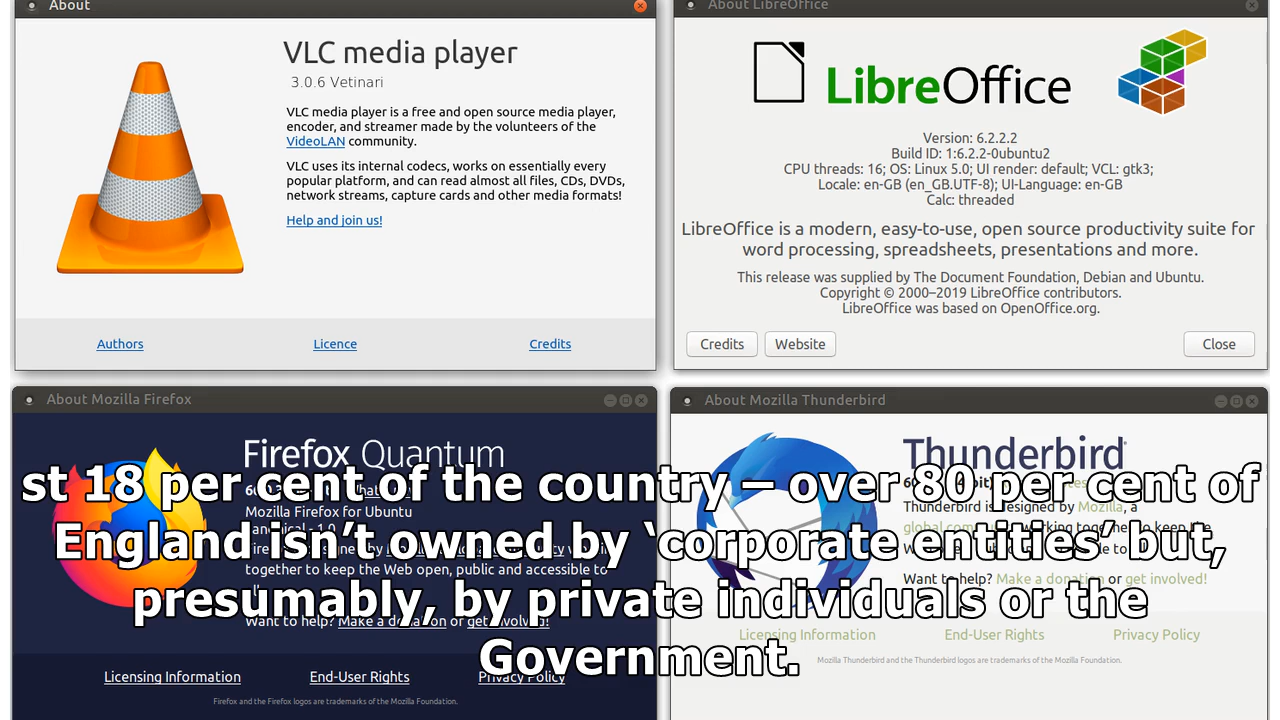 About
VLC media player
3.0.6 Vetinari
VLC media player is a free and open source media player,
encoder, and streamer made by the volunteers of the
VideoLAN community.
VLC uses its internal codecs, works on essentially every
popular platform, and can read almost all files, CDs, DVDs,
network streams, capture cards and other media formats!
Help and join us!
Authors Licence Credits
About LibreOffice
LibreOffice
Version: 6.2.2.2
Build ID: 1:6.2.2-0ubuntu2
CPU threads: 16; OS: Linux 5.0; UI render: default; VCL: gtk3;
Locale: en-GB (en_GB.UTF-8); UI-Language: en-GB
Calc: threaded
LibreOffice is a modern, easy-to-use, open source productivity suite for
word processing, spreadsheets, presentations and more.
This release was supplied by The Document Foundation, Debian and Ubuntu.
Copyright © 2000–2019 LibreOffice contributors.
LibreOffice was based on OpenOffice.org.
Credits Website Close
About Mozilla Firefox
Firefox Quantum
Mozilla Firefox for Ubuntu
together to keep the Web open, public and accessible to
Want to help? Make a donation or get involved!
Licensing Information End-User Rights Privacy Policy
Firefox and the Firefox logos are trademarks of the Mozilla Foundation.
About Mozilla Thunderbird
Thunderbird
Thunderbird is designed by Mozilla, a
working together to keep the
Want to help? Make a donation or get involved!
Licensing Information End-User Rights Privacy Policy
Mozilla Thunderbird and the Thunderbird logos are trademarks of the Mozilla Foundation.
st 18 per cent of the country – over 80 per cent of
England isn’t owned by ‘corporate entities’ but,
presumably, by private individuals or the
Government.